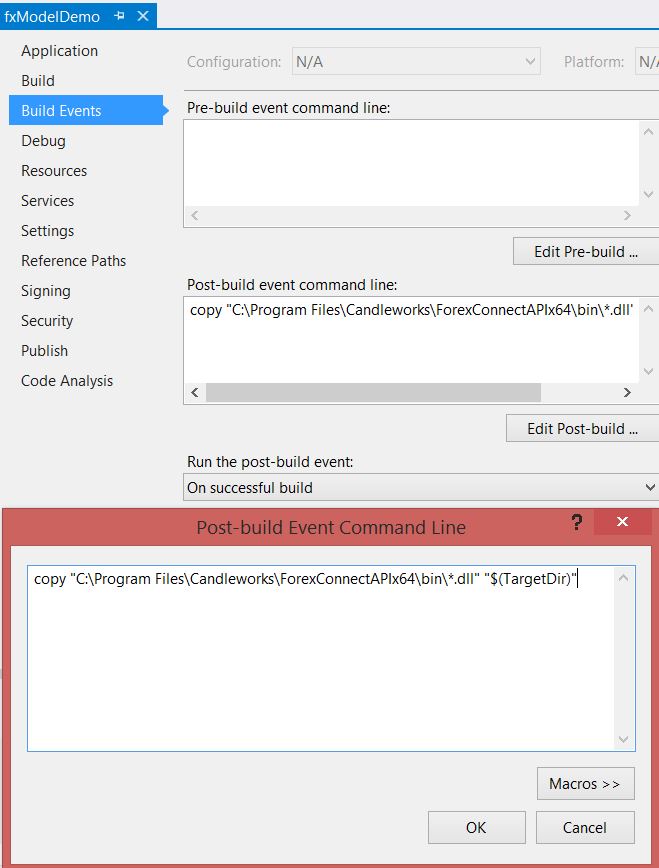 fxModelDemo
Application
Build
Build Events
Debug
Resources
Services
Settings
Reference Paths
Signing
Security
Publish
Code Analysis
Configuration: N/A Platform: N/A
Pre-build event command line:
Edit Pre-build ...
Post-build event command line:
copy "C:\Program Files\Candleworks\ForexConnectAPIx64\bin\*.dll"
Edit Post-build ...
Run the post-build event:
On successful build
Post-build Event Command Line
?
copy "C:\Program Files\Candleworks\ForexConnectAPIx64\bin\*.dll" "$(TargetDir)"
Macros >>
OK Cancel